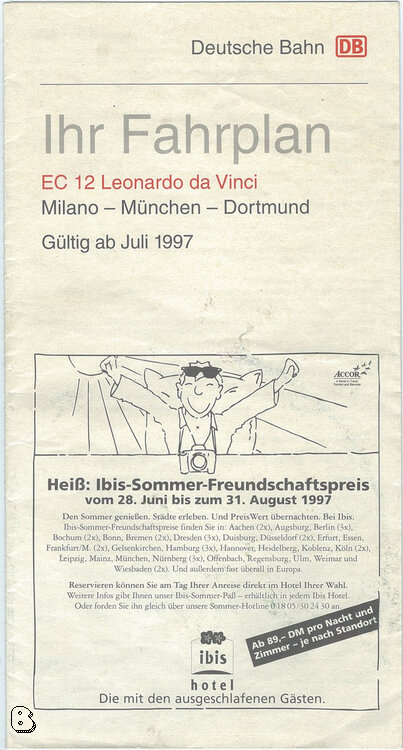 Deutsche Bahn DB
Ihr Fahrplan
EC 12 Leonardo da Vinci
Milano – München – Dortmund
Gültig ab Juli 1997
ACCOR
A World of Casual
Tourism and Services
Heiß: Ibis-Sommer-Freundschaftspreis
vom 28. Juni bis zum 31. August 1997
Den Sommer genießen. Städte erleben. Und PreisWert übernachten. Bei Ibis.
Ibis-Sommer-Freundschaftspreise finden Sie in: Aachen (2x), Augsburg, Berlin (3x),
Bochum (2x), Bonn, Bremen (2x), Dresden (3x), Duisburg, Düsseldorf (2x), Erfurt, Essen,
Frankfurt/M. (2x), Gelsenkirchen, Hamburg (3x), Hannover, Heidelberg, Koblenz, Köln (2x),
Leipzig, Mainz, München, Nürnberg (3x), Offenbach, Regensburg, Ulm, Weimar und
Wiesbaden (2x). Und außerdem fast überall in Europa.
Reservieren können Sie am Tag Ihrer Anreise direkt im Hotel Ihrer Wahl.
Weitere Infos gibt Ihnen unser Ibis-Sommer-Paß – erhältlich in jedem Ibis Hotel.
Oder fordern Sie ihn gleich über unsere Sommer-Hotline 0 18 05/30 24 30 an.
Ab 89,– DM pro Nacht und
Zimmer – je nach Standort
ibis
hotel
Die mit den ausgeschlafenen Gästen.
B